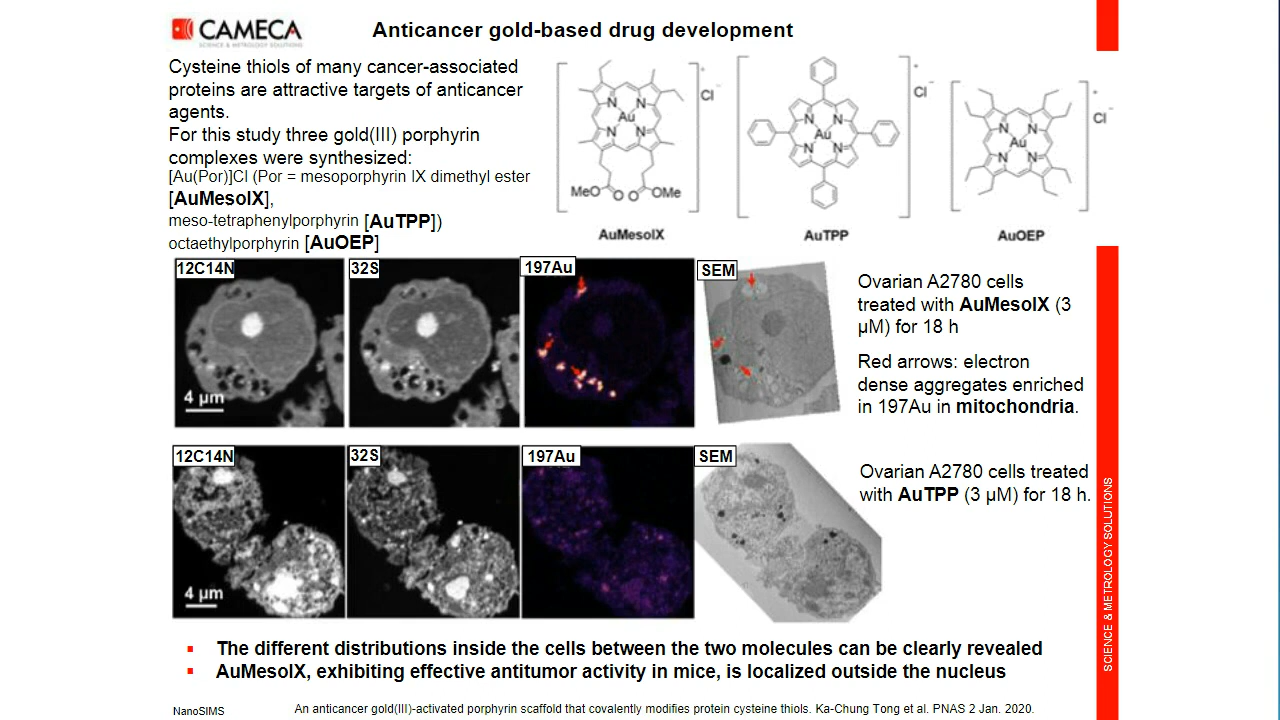 CAMECA
SCIENCE & METROLOGY SOLUTIONS
Anticancer gold-based drug development
Cysteine thiols of many cancer-associated
proteins are attractive targets of anticancer
agents.
For this study three gold(III) porphyrin
complexes were synthesized:
[Au(Por)]Cl (Por = mesoporphyrin IX dimethyl ester
[AuMesoIX],
meso-tetraphenylporphyrin [AuTPP])
octaethylporphyrin [AuOEP]
N N Au N N
+
Cl −
MeO O O OMe
AuMesoIX
N N Au N N
+
Cl −
AuTPP
N N Au N N
+
Cl −
AuOEP
12C14N
32S
197Au
SEM
4 µm
Ovarian A2780 cells
treated with AuMesoIX (3
µM) for 18 h
Red arrows: electron
dense aggregates enriched
in 197Au in mitochondria.
12C14N
32S
197Au
SEM
4 µm
Ovarian A2780 cells treated
with AuTPP (3 µM) for 18 h.
▪ The different distributions inside the cells between the two molecules can be clearly revealed
▪ AuMesoIX, exhibiting effective antitumor activity in mice, is localized outside the nucleus
NanoSIMS
An anticancer gold(III)-activated porphyrin scaffold that covalently modifies protein cysteine thiols. Ka-Chung Tong et al. PNAS 2 Jan. 2020.
SCIENCE & METROLOGY SOLUTIONS